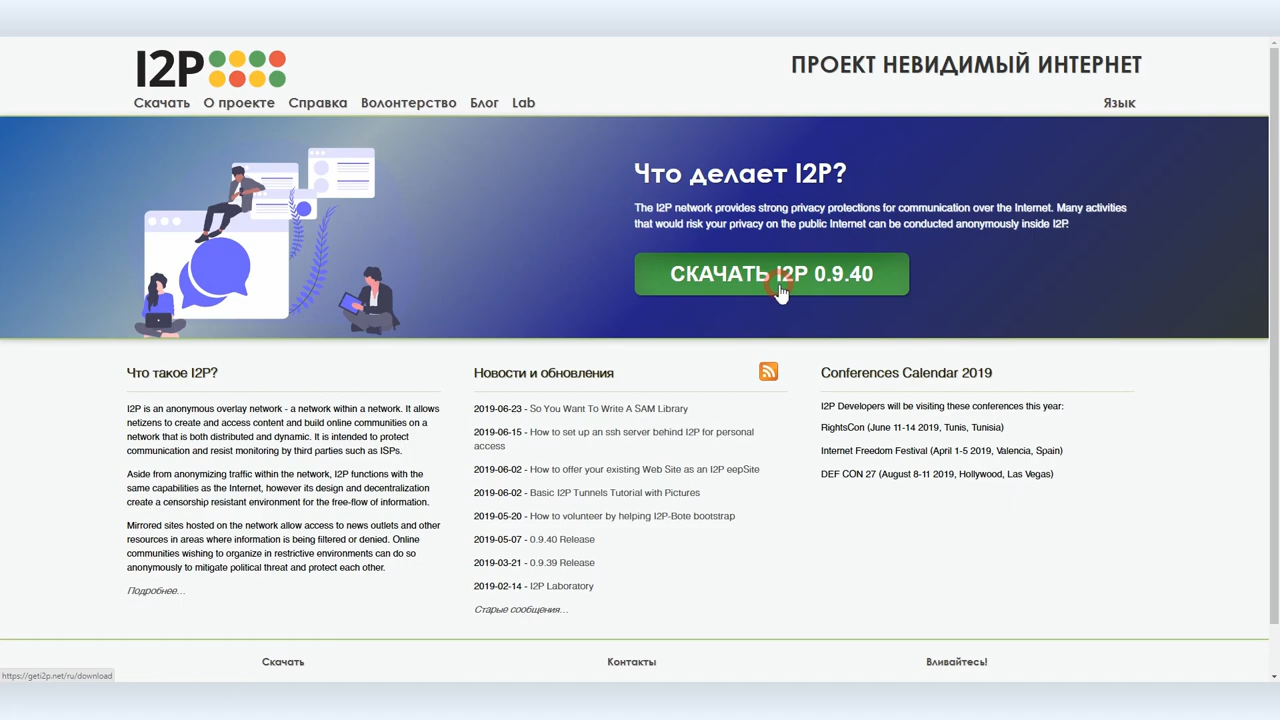 I2P
ПРОЕКТ НЕВИДИМЫЙ ИНТЕРНЕТ
Скачать О проекте Справка Волонтерство Блог Lab
Язык
Что делает I2P?
The I2P network provides strong privacy protections for communication over the Internet. Many activities
that would risk your privacy on the public Internet can be conducted anonymously inside I2P.
СКАЧАТЬ I2P 0.9.40
Что такое I2P?
I2P is an anonymous overlay network - a network within a network. It allows
netizens to create and access content and build online communities on a
network that is both distributed and dynamic. It is intended to protect
communication and resist monitoring by third parties such as ISPs.
Aside from anonymizing traffic within the network, I2P functions with the
same capabilities as the Internet, however its design and decentralization
create a censorship resistant environment for the free-flow of information.
Mirrored sites hosted on the network allow access to news outlets and other
resources in areas where information is being filtered or denied. Online
communities wishing to organize in restrictive environments can do so
anonymously to mitigate political threat and protect each other.
Подробнее…
Новости и обновления
2019-06-23 - So You Want To Write A SAM Library
2019-06-15 - How to set up an ssh server behind I2P for personal
access
2019-06-02 - How to offer your existing Web Site as an I2P eepSite
2019-06-02 - Basic I2P Tunnels Tutorial with Pictures
2019-05-20 - How to volunteer by helping I2P-Bote bootstrap
2019-05-07 - 0.9.40 Release
2019-03-21 - 0.9.39 Release
2019-02-14 - I2P Laboratory
Старые сообщения…
Conferences Calendar 2019
I2P Developers will be visiting these conferences this year:
RightsCon (June 11-14 2019, Tunis, Tunisia)
Internet Freedom Festival (April 1-5 2019, Valencia, Spain)
DEF CON 27 (August 8-11 2019, Hollywood, Las Vegas)
Скачать
Контакты
Вливайтесь!
https://geti2p.net/ru/download